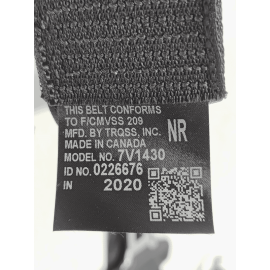 THIS BELT CONFORMS
TO F/CMVSS 209
MFD. BY TRQSS, INC. NR
MADE IN CANADA
MODEL NO. 7V1430
ID NO. 0226676
IN 2020